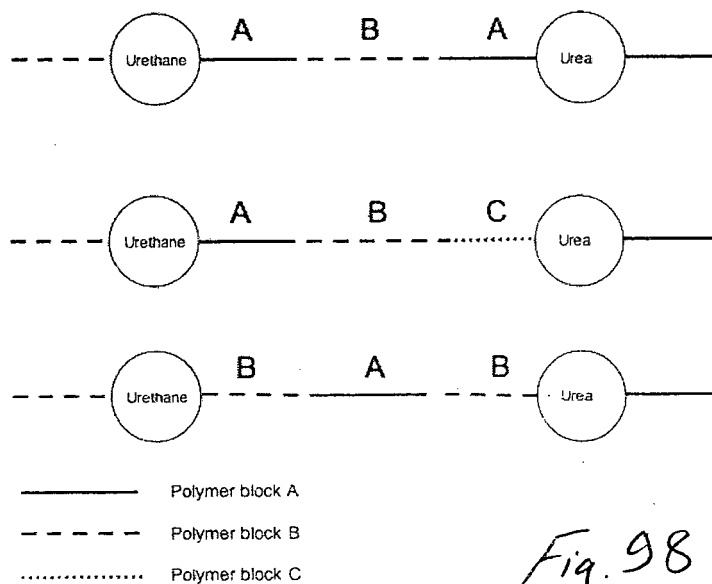 A B A
Urethane Urea
A B C
Urethane Urea
B A B
Urethane Urea
Polymer block A
Polymer block B
Polymer block C
Fig. 98